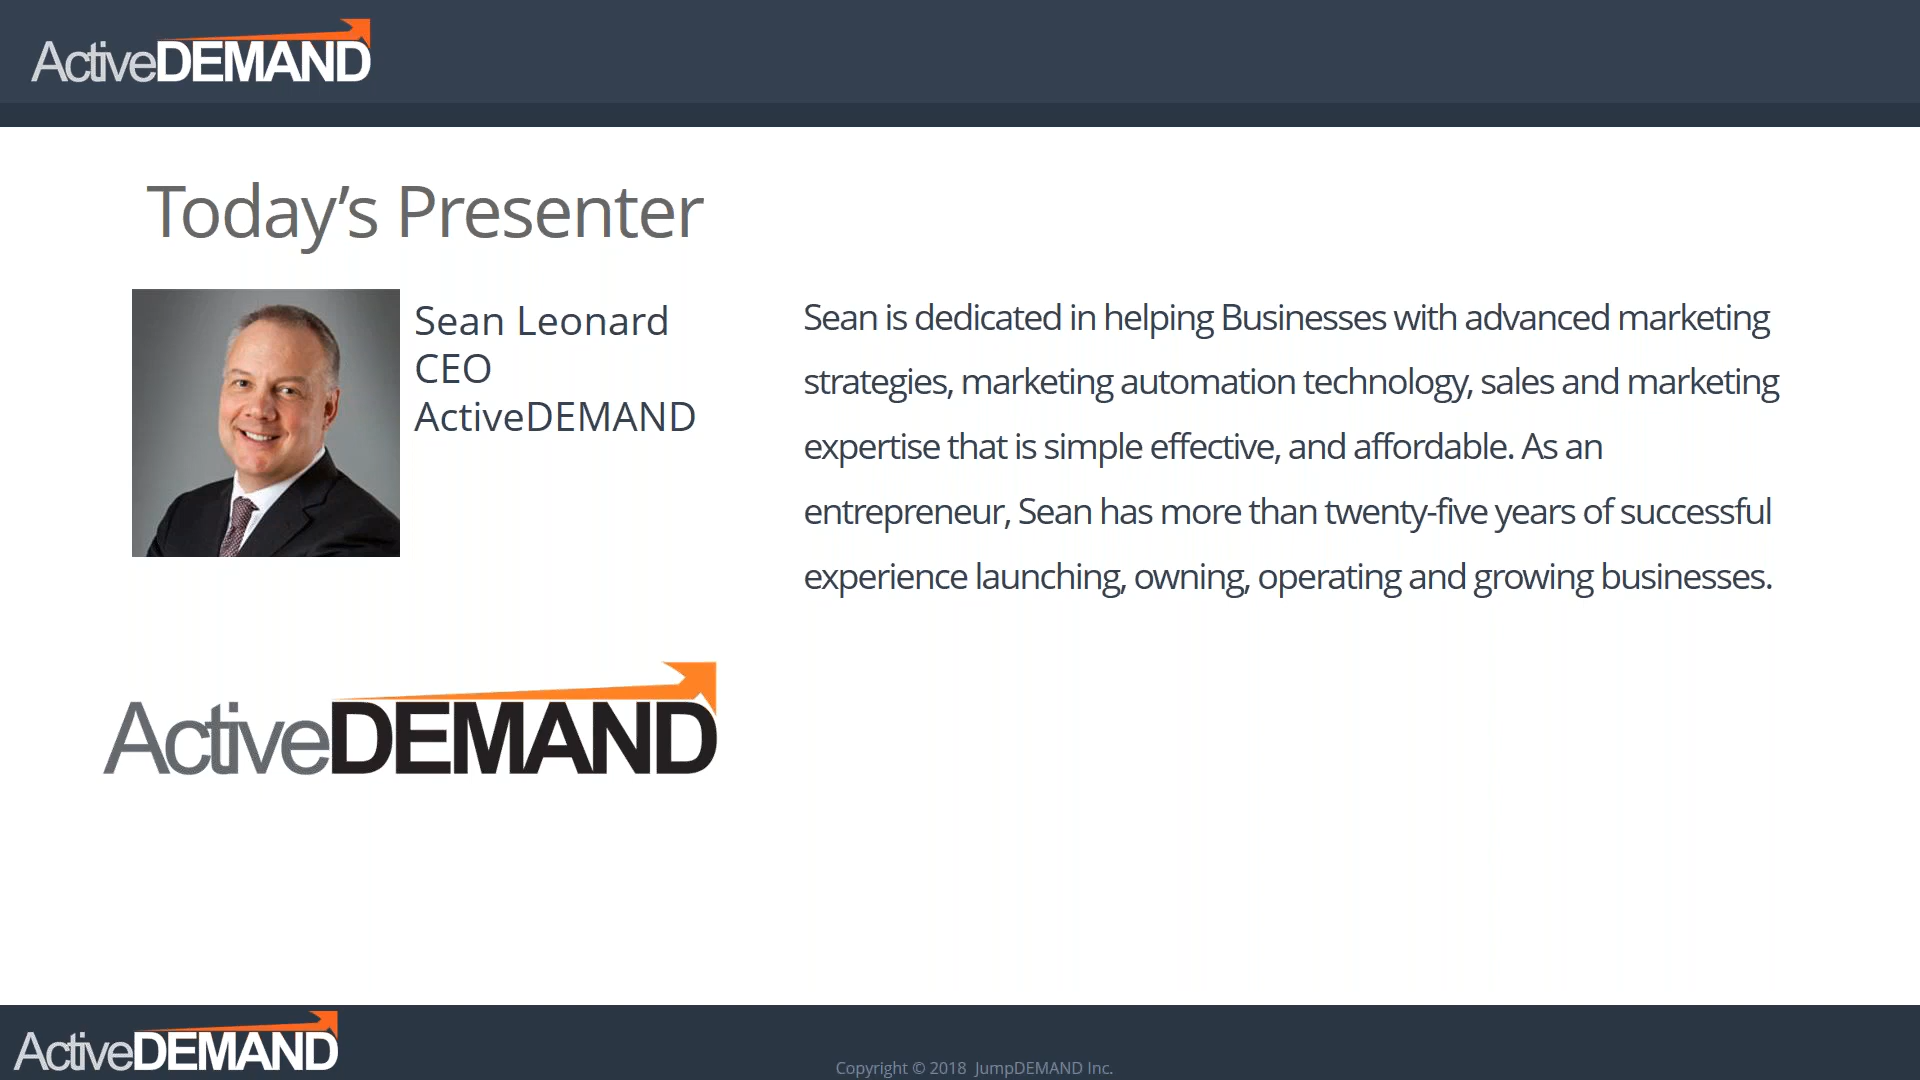 ActiveDEMAND
Today’s Presenter
Sean Leonard
CEO
ActiveDEMAND
Sean is dedicated in helping Businesses with advanced marketing
strategies, marketing automation technology, sales and marketing
expertise that is simple effective, and affordable. As an
entrepreneur, Sean has more than twenty-five years of successful
experience launching, owning, operating and growing businesses.
ActiveDEMAND
ActiveDEMAND
Copyright © 2018 JumpDEMAND Inc.